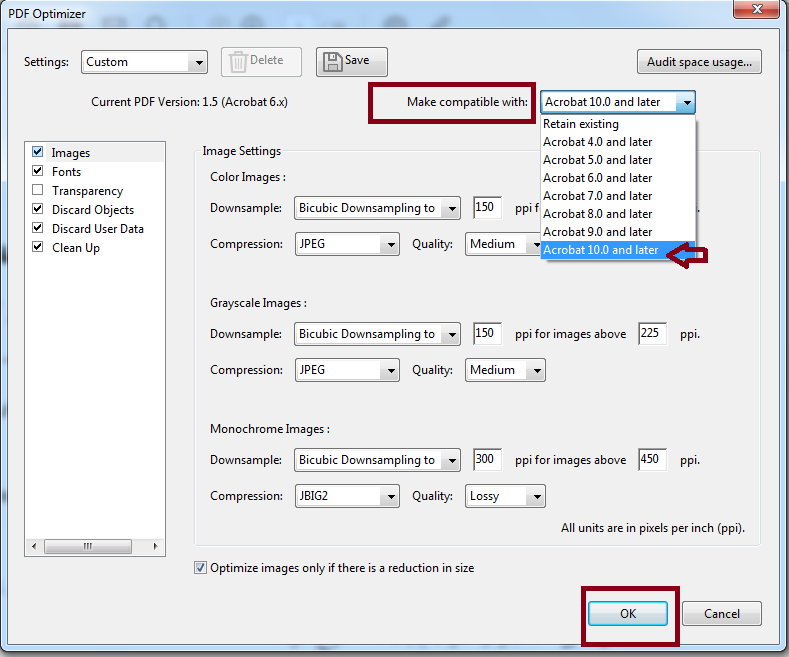 PDF Optimizer
Settings: Custom Delete Save Audit space usage...
Current PDF Version: 1.5 (Acrobat 6.x) Make compatible with: Acrobat 10.0 and later
Retain existing
Acrobat 4.0 and later
Acrobat 5.0 and later
Acrobat 6.0 and later
Acrobat 7.0 and later
Acrobat 8.0 and later
Acrobat 9.0 and later
Acrobat 10.0 and later
Images
Fonts
Transparency
Discard Objects
Discard User Data
Clean Up
Image Settings
Color Images :
Downsample: Bicubic Downsampling to 150 ppi
Compression: JPEG Quality: Medium
Grayscale Images :
Downsample: Bicubic Downsampling to 150 ppi for images above 225 ppi.
Compression: JPEG Quality: Medium
Monochrome Images :
Downsample: Bicubic Downsampling to 300 ppi for images above 450 ppi.
Compression: JBIG2 Quality: Lossy
All units are in pixels per inch (ppi).
Optimize images only if there is a reduction in size
OK Cancel